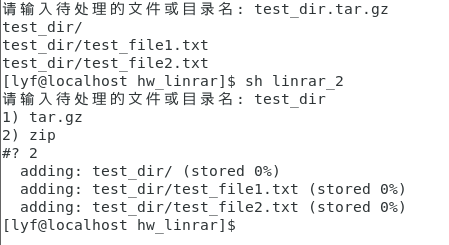 请输入待处理的文件或目录名: test_dir.tar.gz
test_dir/
test_dir/test_file1.txt
test_dir/test_file2.txt
[lyf@localhost hw_linrar]$ sh linrar_2
请输入待处理的文件或目录名: test_dir
1) tar.gz
2) zip
#? 2
  adding: test_dir/ (stored 0%)
  adding: test_dir/test_file1.txt (stored 0%)
  adding: test_dir/test_file2.txt (stored 0%)
[lyf@localhost hw_linrar]$